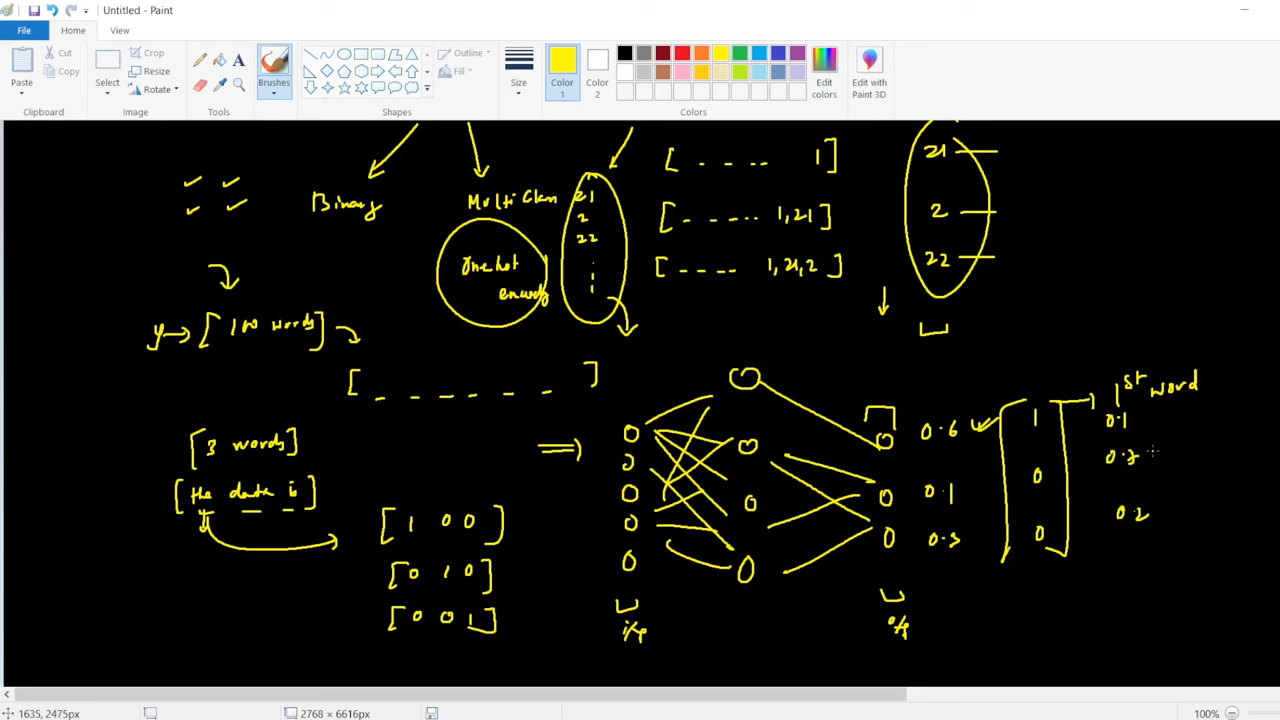 Untitled - Paint
File
Home
View
Paste
Cut
Copy
Clipboard
Select
Crop
Resize
Rotate
Image
Tools
Brushes
Shapes
Outline
Fill
Size
Color 1
Color 2
Edit colors
Colors
Edit with Paint 3D
[ - - - - 1]
21
Binary
Multi Class
21
2
22
[ - - - - - 1, 21]
2
One hot
[ - - - - 1, 21, 2]
22
y → [ 100 words ]
[ _ _ _ _ _ _ ]
1st word
[3 words]
0.6
1
0.1
[ the data is ]
0.1
0
0.2
[ 1 0 0 ]
0.3
0
[ 0 1 0 ]
[ 0 0 1 ]
i/p
o/p
1635, 2475px
2768 × 6616px
100%